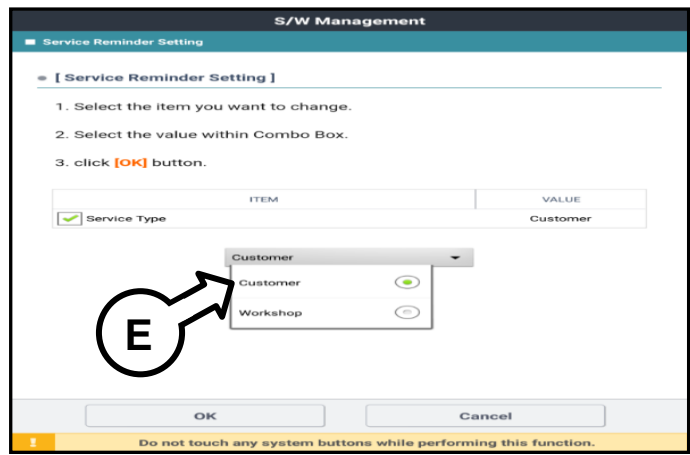 S/W Management
Service Reminder Setting
[ Service Reminder Setting ]
1. Select the item you want to change.
2. Select the value within Combo Box.
3. click [OK] button.
ITEM VALUE
Service Type Customer
Customer
Customer
Workshop
E
OK Cancel
! Do not touch any system buttons while performing this function.